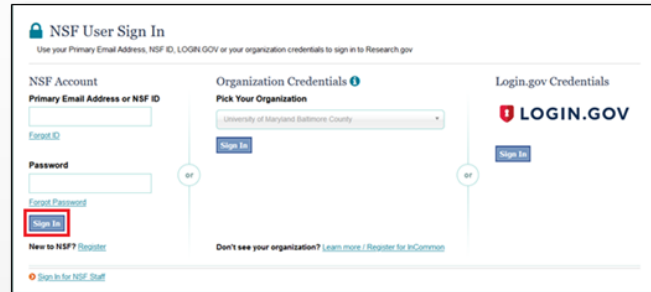 NSF User Sign In
Use your Primary Email Address, NSF ID, LOGIN.GOV or your organization credentials to sign in to Research.gov
NSF Account
Primary Email Address or NSF ID
Forgot ID
Password
Forgot Password
Sign In
New to NSF? Register
or
Organization Credentials
Pick Your Organization
University of Maryland Baltimore County
Sign In
Don't see your organization? Learn more / Register for InCommon
or
Login.gov Credentials
LOGIN.GOV
Sign In
Sign In for NSF Staff